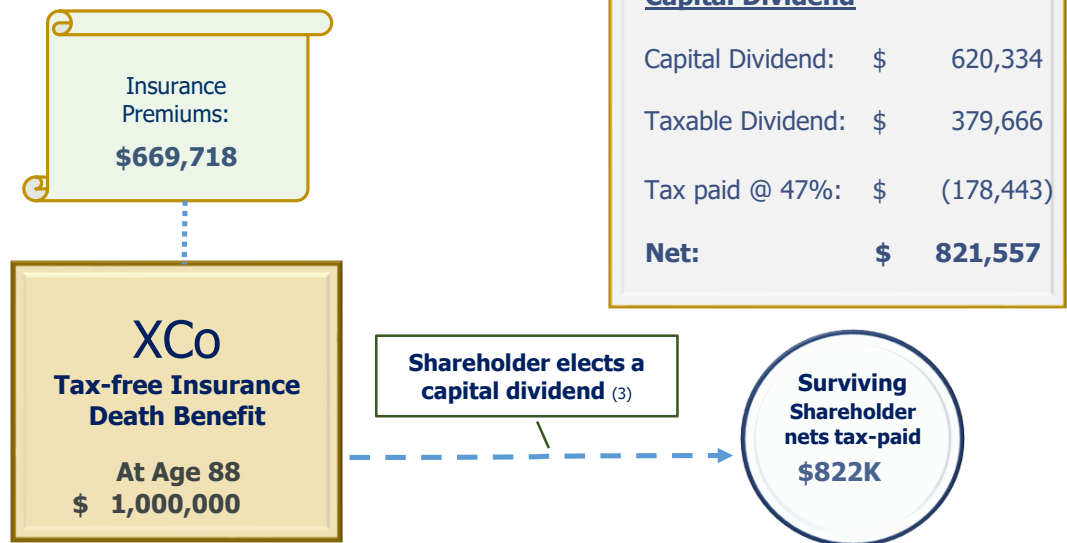 Capital Dividend
Capital Dividend: $ 620,334
Taxable Dividend: $ 379,666
Tax paid @ 47%: $ (178,443)
Net: $ 821,557
Insurance
Premiums:
$669,718
XCo
Tax-free Insurance
Death Benefit
At Age 88
$ 1,000,000
Shareholder elects a
capital dividend (3)
Surviving
Shareholder
nets tax-paid
$822K